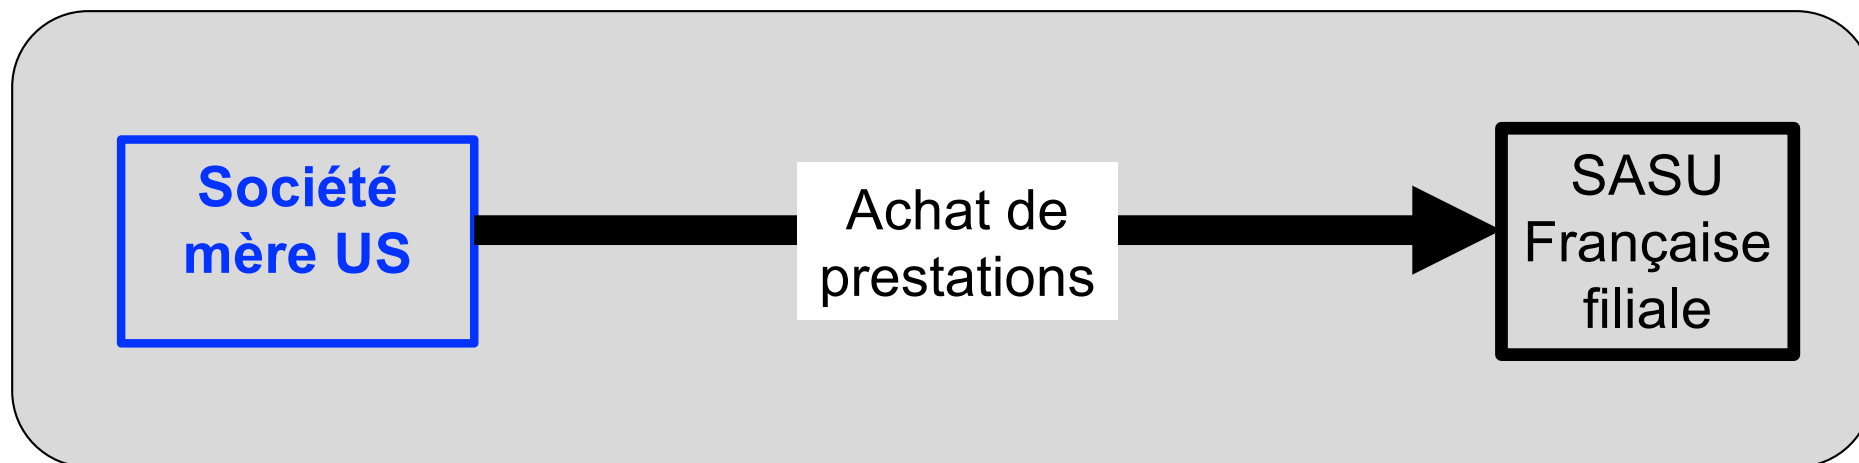 Société
mère US
Achat de
prestations
SASU
Française
filiale